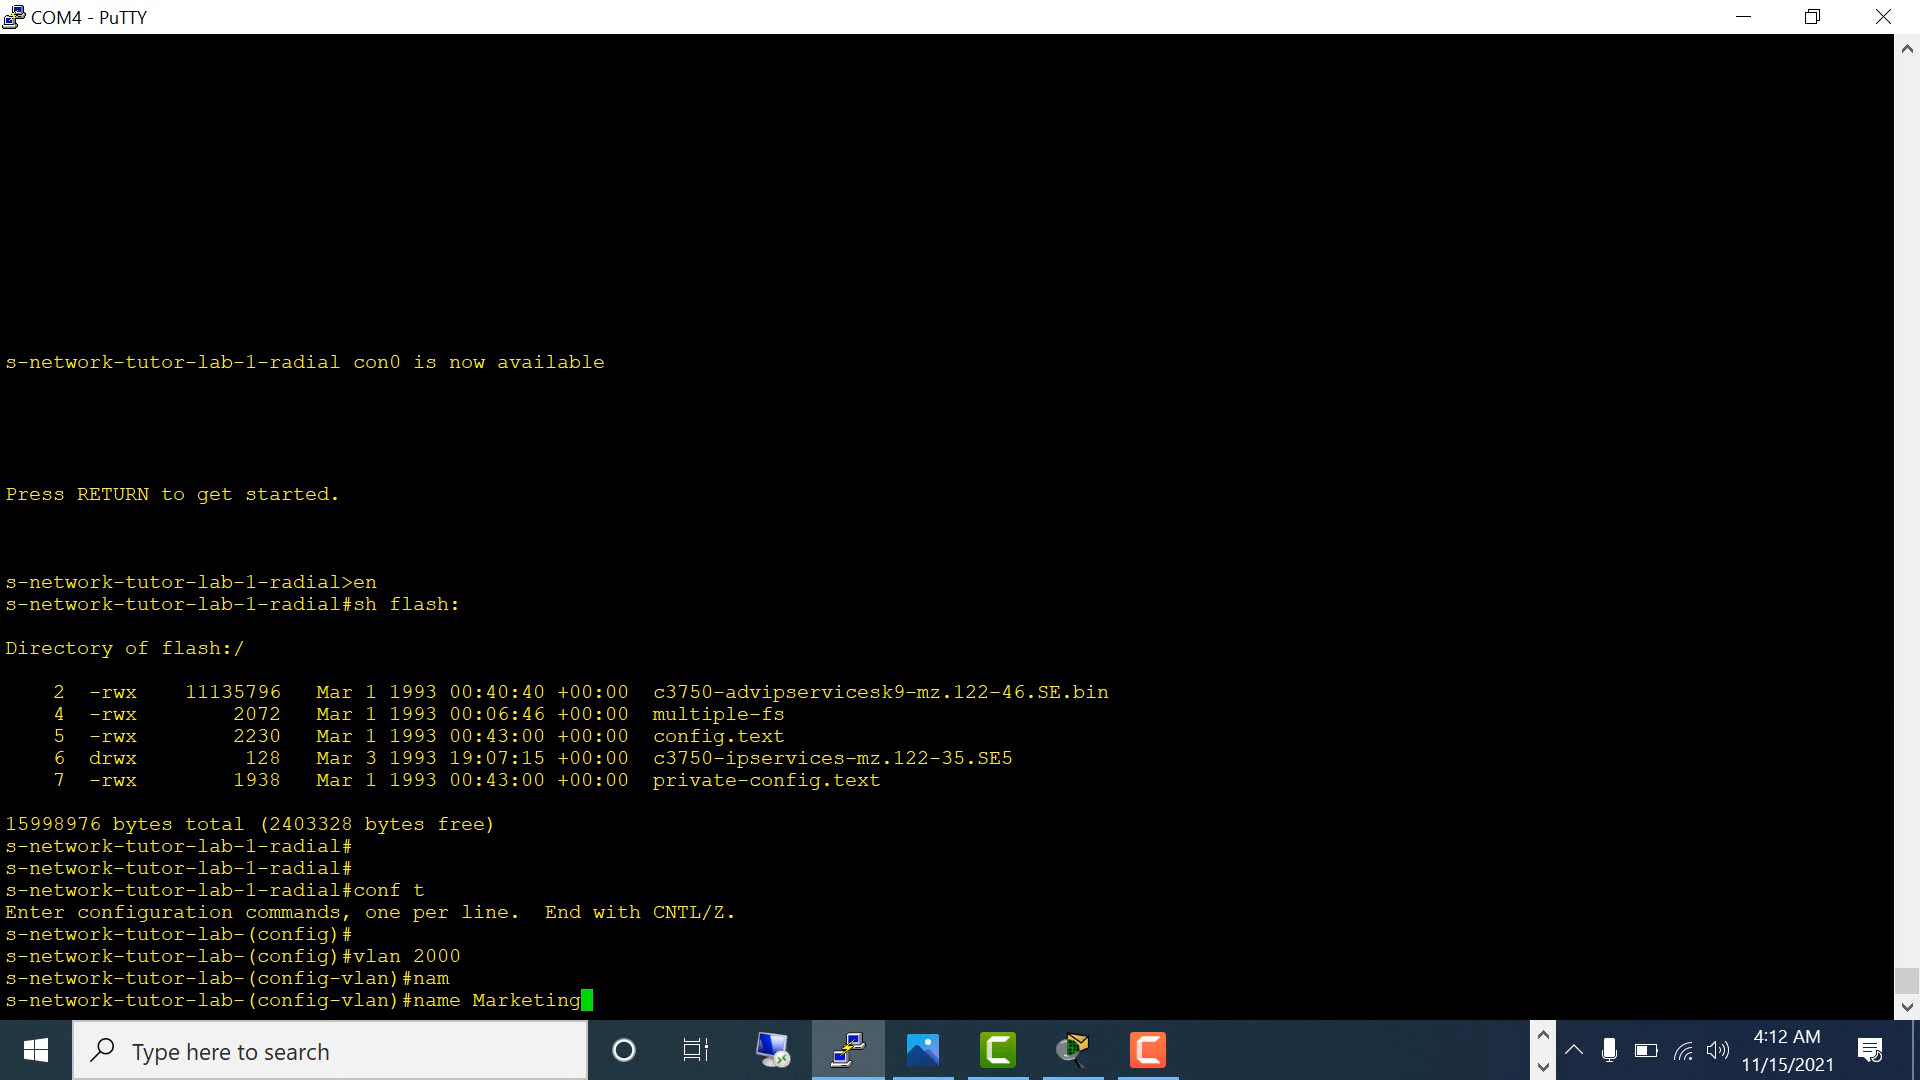 COM4 - PuTTY
s-network-tutor-lab-1-radial con0 is now available
Press RETURN to get started.
s-network-tutor-lab-1-radial>en
s-network-tutor-lab-1-radial#sh flash:
Directory of flash:/
2 -rwx 11135796 Mar 1 1993 00:40:40 +00:00 c3750-advipservicesk9-mz.122-46.SE.bin
4 -rwx 2072 Mar 1 1993 00:06:46 +00:00 multiple-fs
5 -rwx 2230 Mar 1 1993 00:43:00 +00:00 config.text
6 drwx 128 Mar 3 1993 19:07:15 +00:00 c3750-ipservices-mz.122-35.SE5
7 -rwx 1938 Mar 1 1993 00:43:00 +00:00 private-config.text
15998976 bytes total (2403328 bytes free)
s-network-tutor-lab-1-radial#
s-network-tutor-lab-1-radial#
s-network-tutor-lab-1-radial#conf t
Enter configuration commands, one per line.  End with CNTL/Z.
s-network-tutor-lab-(config)#
s-network-tutor-lab-(config)#vlan 2000
s-network-tutor-lab-(config-vlan)#nam
s-network-tutor-lab-(config-vlan)#name Marketing
Type here to search
4:12 AM
11/15/2021